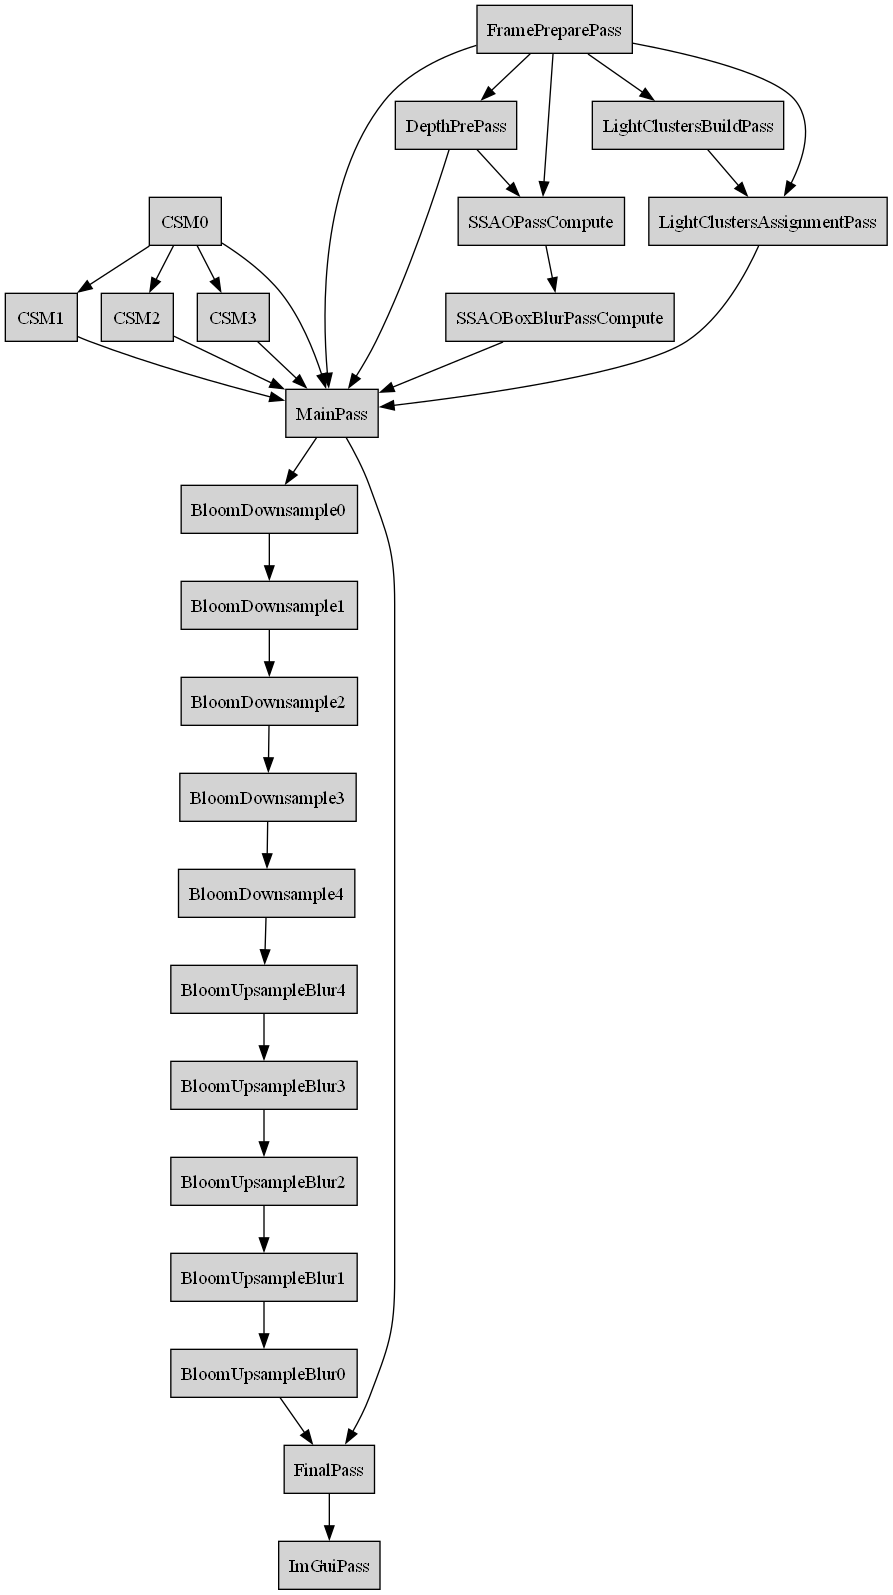 FramePreparePass
DepthPrePass
LightClustersBuildPass
CSM0
SSAOPassCompute
LightClustersAssignmentPass
CSM1
CSM2
CSM3
SSAOBoxBlurPassCompute
MainPass
BloomDownsample0
BloomDownsample1
BloomDownsample2
BloomDownsample3
BloomDownsample4
BloomUpsampleBlur4
BloomUpsampleBlur3
BloomUpsampleBlur2
BloomUpsampleBlur1
BloomUpsampleBlur0
FinalPass
ImGuiPass